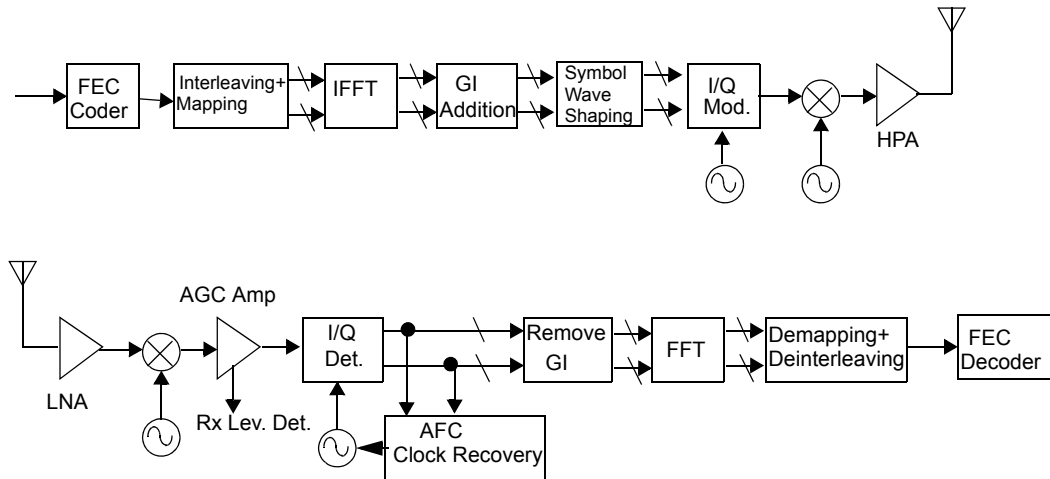 FEC
Coder
Interleaving+
Mapping
IFFT
GI
Addition
Symbol
Wave
Shaping
I/Q
Mod.
HPA
LNA
AGC Amp
Rx Lev. Det.
I/Q
Det.
AFC
Clock Recovery
Remove
GI
FFT
Demapping+
Deinterleaving
FEC
Decoder